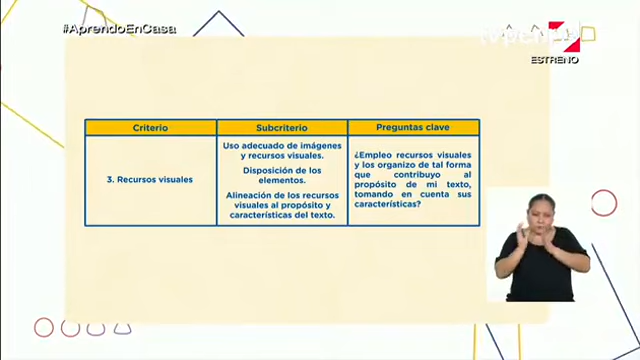 #AprendoEnCasa
tvperú
ESTRENO
Criterio
Subcriterio
Preguntas clave
3. Recursos visuales
Uso adecuado de imágenes
y recursos visuales.
Disposición de los
elementos.
Alineación de los recursos
visuales al propósito y
características del texto.
¿Empleo recursos visuales
y los organizo de tal forma
que contribuyo al
propósito de mi texto,
tomando en cuenta sus
características?